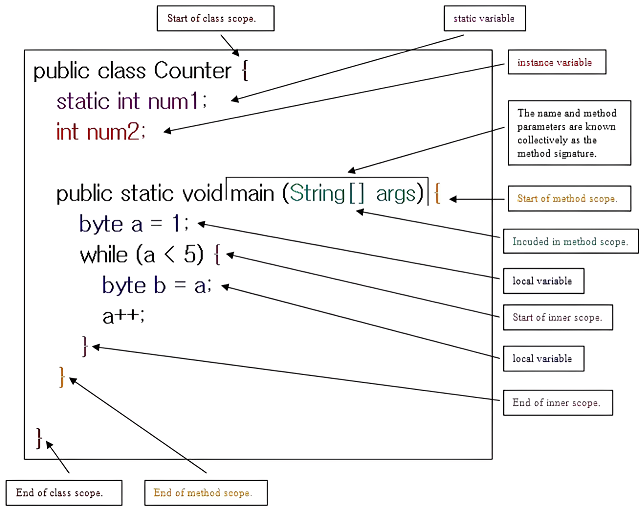 Start of class scope.
static variable
public class Counter {
instance variable
static int num1;
int num2;
The name and method
parameters are known
collectively as the
method signature.
public static void main (String[] args) {
Start of method scope.
byte a = 1;
Incuded in method scope.
while (a < 5) {
local variable
byte b = a;
Start of inner scope.
a++;
local variable
}
}
End of inner scope.
}
End of class scope.
End of method scope.